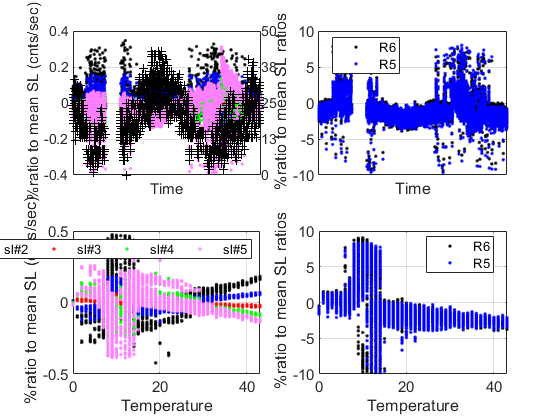 %ratio to mean SL (cnts/sec)
0.4
0.2
0
-0.2
-0.4
50
38
25
13
0
Time
%ratio to mean SL ratios
10
5
0
-5
-10
R6
R5
Time
%ratio to mean SL
s/sec)
0.5
0
-0.5
sl#2 sl#3 sl#4 sl#5
0 20 40
Temperature
%ratio to mean SL ratios
10
5
0
-5
-10
R6
R5
0 20 40
Temperature